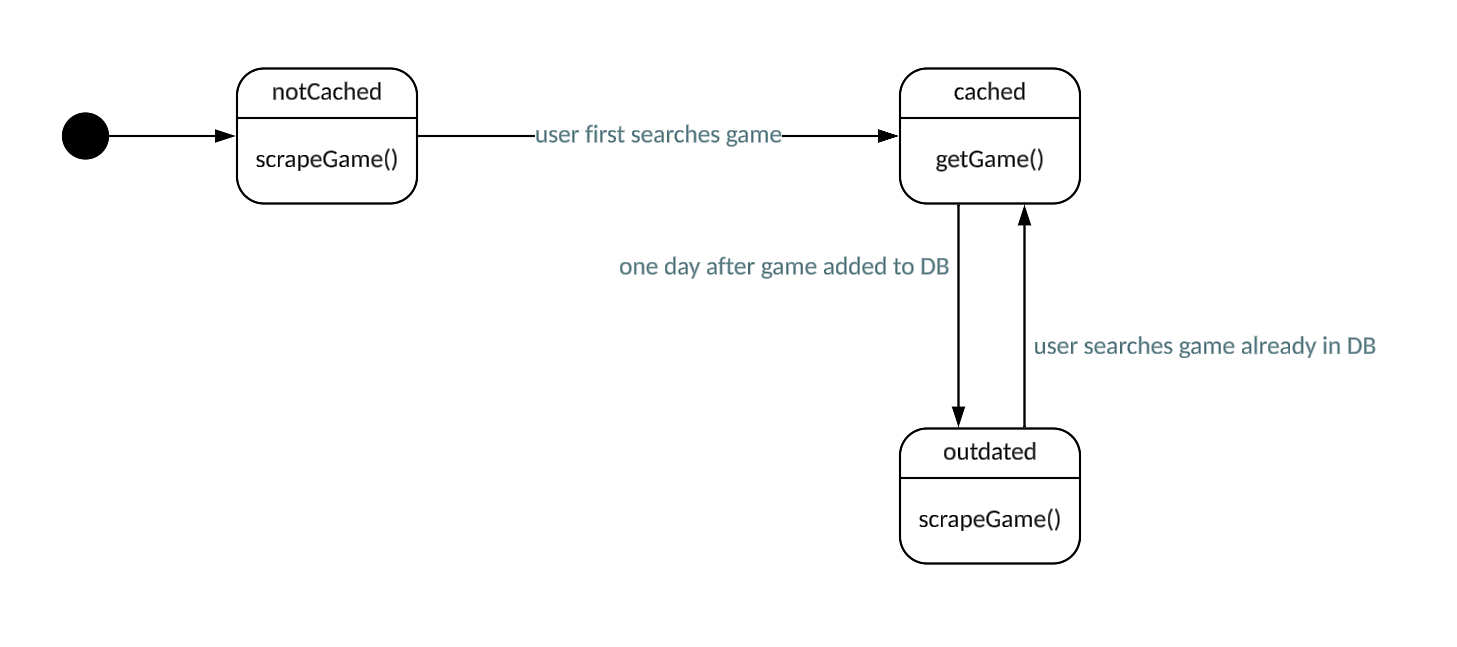 notCached
scrapeGame()
user first searches game
cached
getGame()
one day after game added to DB
user searches game already in DB
outdated
scrapeGame()